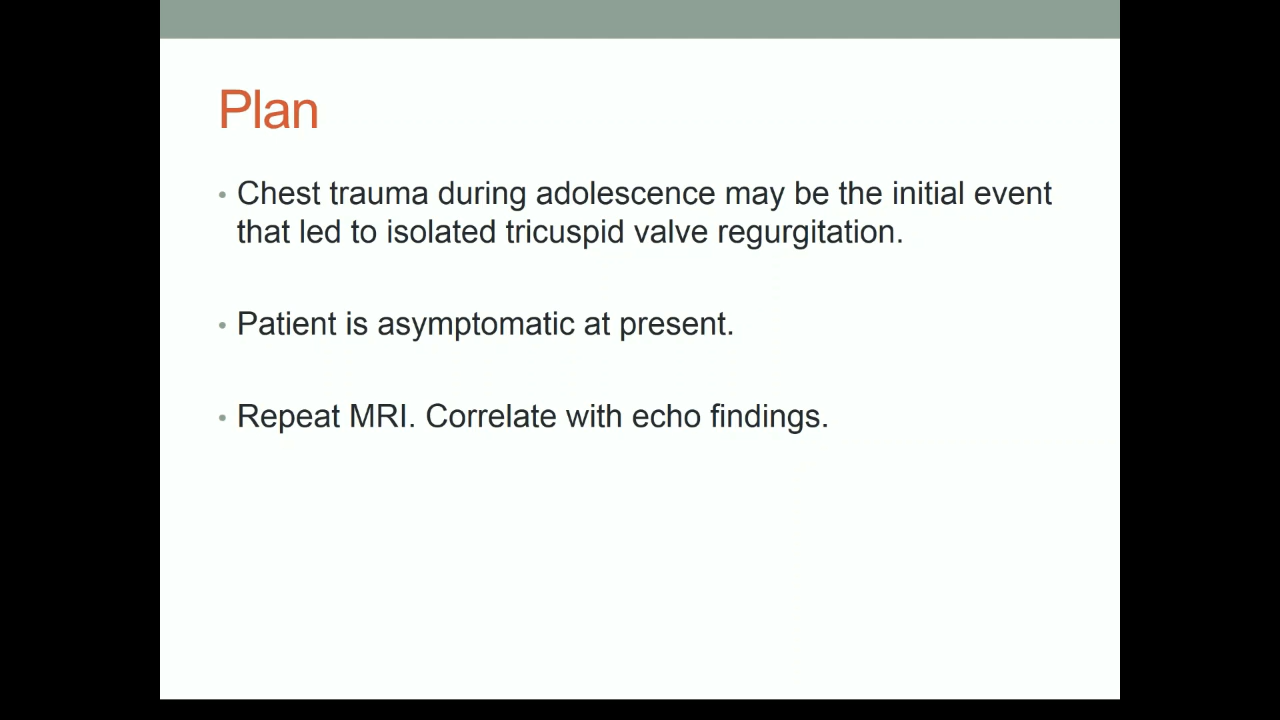 Plan
• Chest trauma during adolescence may be the initial event
that led to isolated tricuspid valve regurgitation.
• Patient is asymptomatic at present.
• Repeat MRI. Correlate with echo findings.